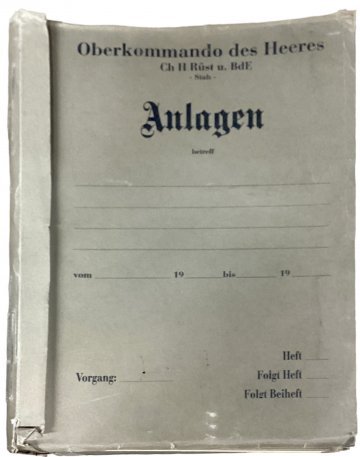 Oberkommando des Heeres
Ch H Rüst u. BdE
- Stab -
Anlagen
betreff
vom 19 bis 19
Heft
Vorgang: Folgt Heft
Folgt Beiheft